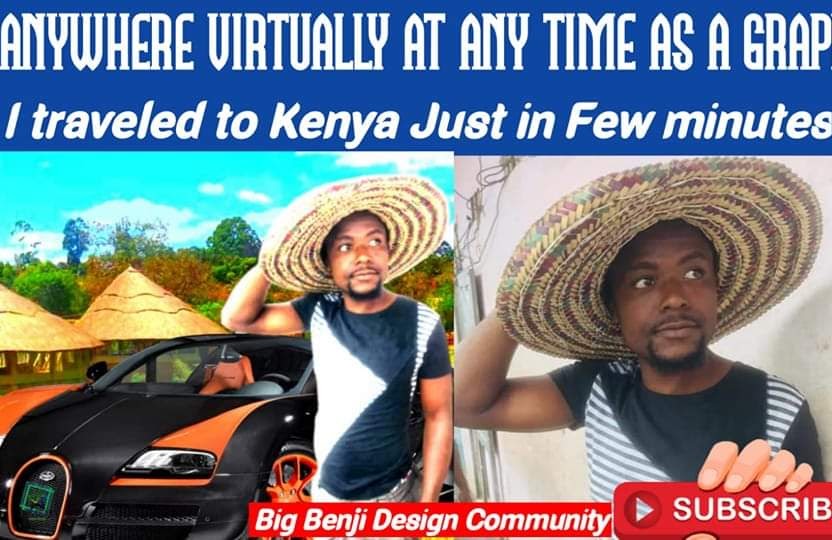 ANYWHERE VIRTUALLY AT ANY TIME AS A GRAP
I traveled to Kenya Just in Few minutes
Big Benji Design Community
SUBSCRIB